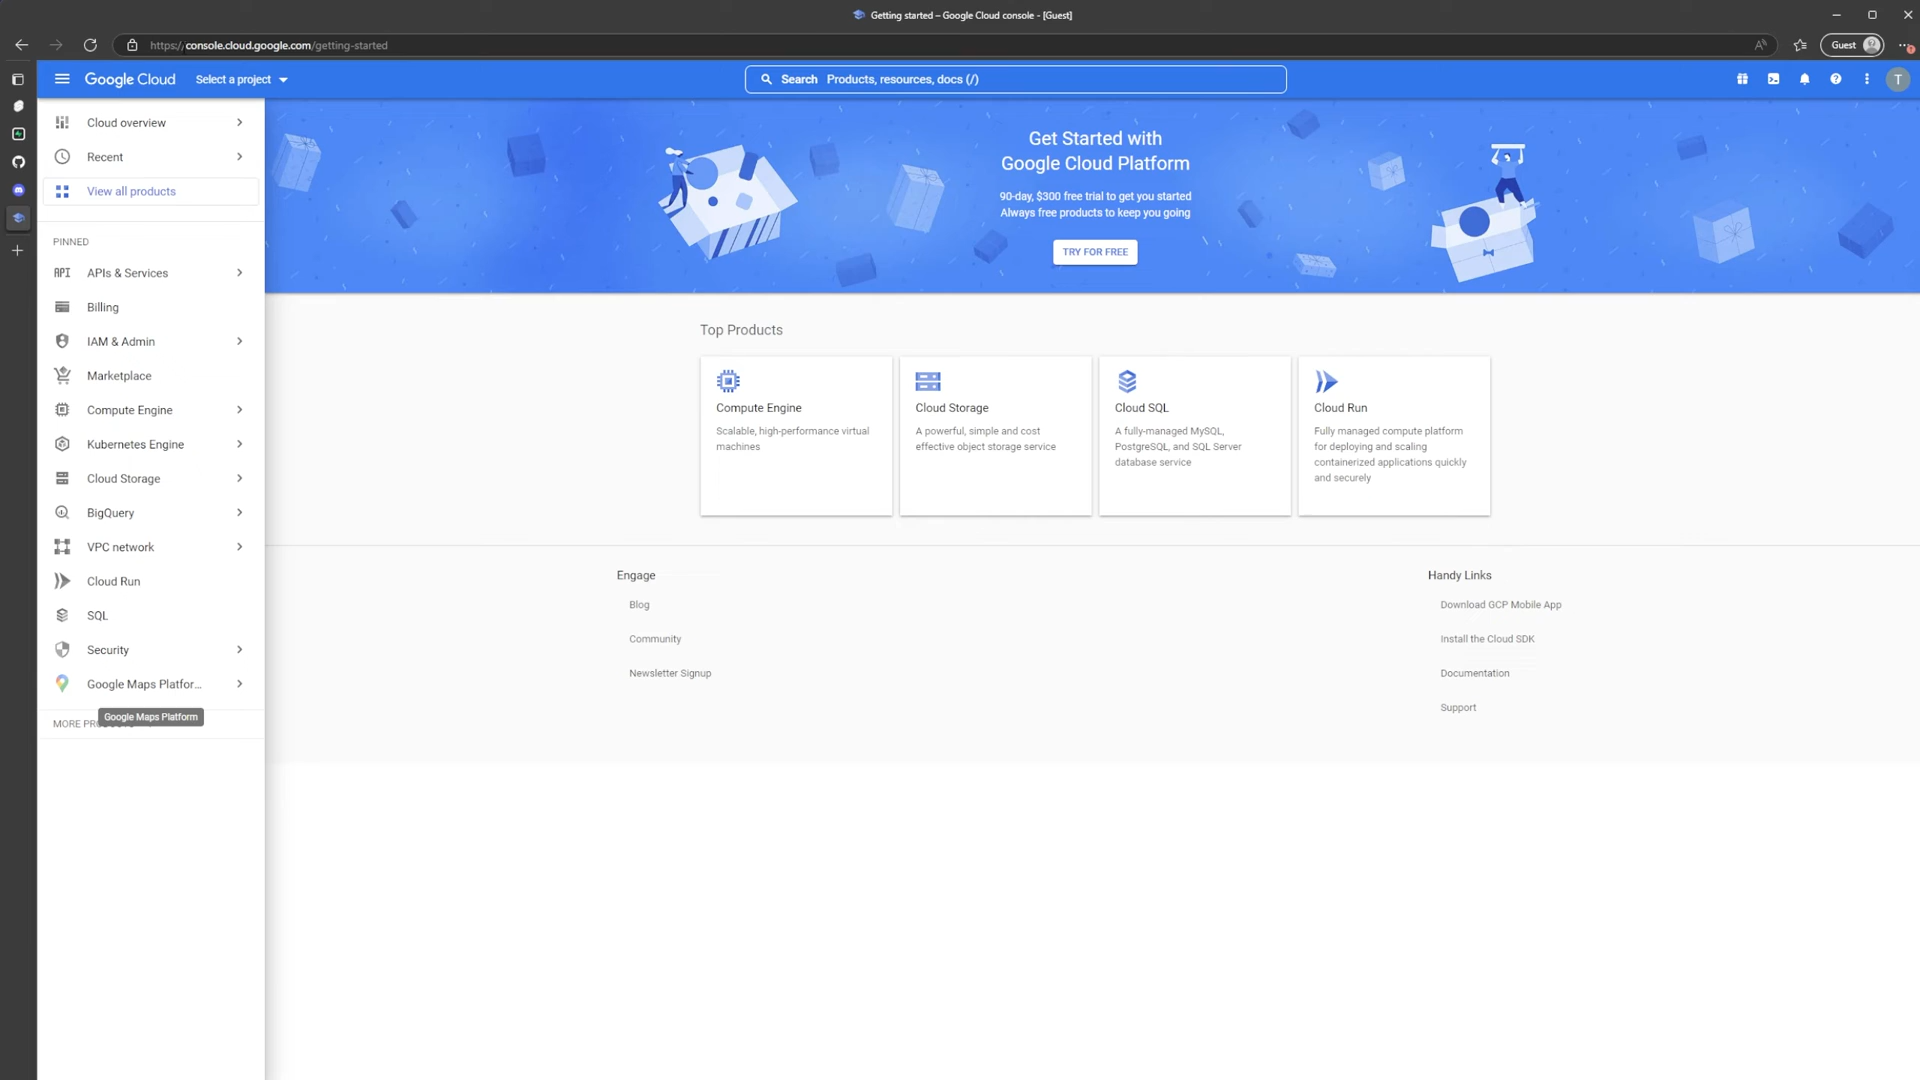 Getting started – Google Cloud console - [Guest]
https://console.cloud.google.com/getting-started
Guest
Google Cloud
Select a project
Search Products, resources, docs (/)
T
Cloud overview
Recent
View all products
PINNED
API APIs & Services
Billing
IAM & Admin
Marketplace
Compute Engine
Kubernetes Engine
Cloud Storage
BigQuery
VPC network
Cloud Run
SQL
Security
Google Maps Platfor...
Google Maps Platform
MORE
Get Started with
Google Cloud Platform
90-day, $300 free trial to get you started
Always free products to keep you going
TRY FOR FREE
Top Products
Compute Engine
Scalable, high-performance virtual
machines
Cloud Storage
A powerful, simple and cost
effective object storage service
Cloud SQL
A fully-managed MySQL,
PostgreSQL, and SQL Server
database service
Cloud Run
Fully managed compute platform
for deploying and scaling
containerized applications quickly
and securely
Engage
Blog
Community
Newsletter Signup
Handy Links
Download GCP Mobile App
Install the Cloud SDK
Documentation
Support